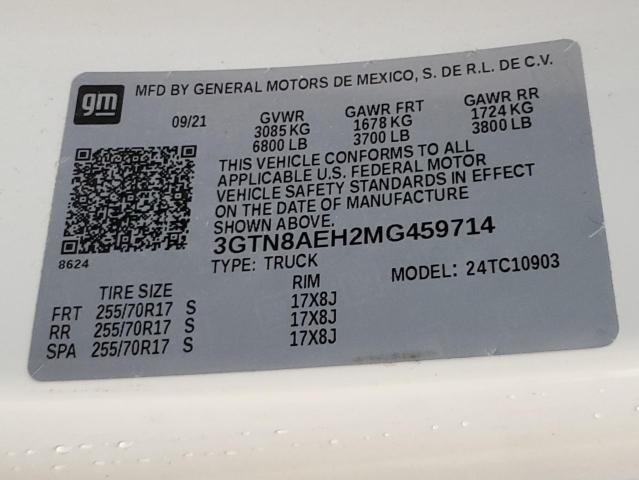 gm
MFD BY GENERAL MOTORS DE MEXICO, S. DE R.L. DE C.V.
09/21 GVWR GAWR FRT GAWR RR
3085 KG 1678 KG 1724 KG
6800 LB 3700 LB 3800 LB
THIS VEHICLE CONFORMS TO ALL
APPLICABLE U.S. FEDERAL MOTOR
VEHICLE SAFETY STANDARDS IN EFFECT
ON THE DATE OF MANUFACTURE
SHOWN ABOVE.
3GTN8AEH2MG459714
8624
TYPE: TRUCK MODEL: 24TC10903
TIRE SIZE RIM
FRT 255/70R17 S 17X8J
RR 255/70R17 S 17X8J
SPA 255/70R17 S 17X8J